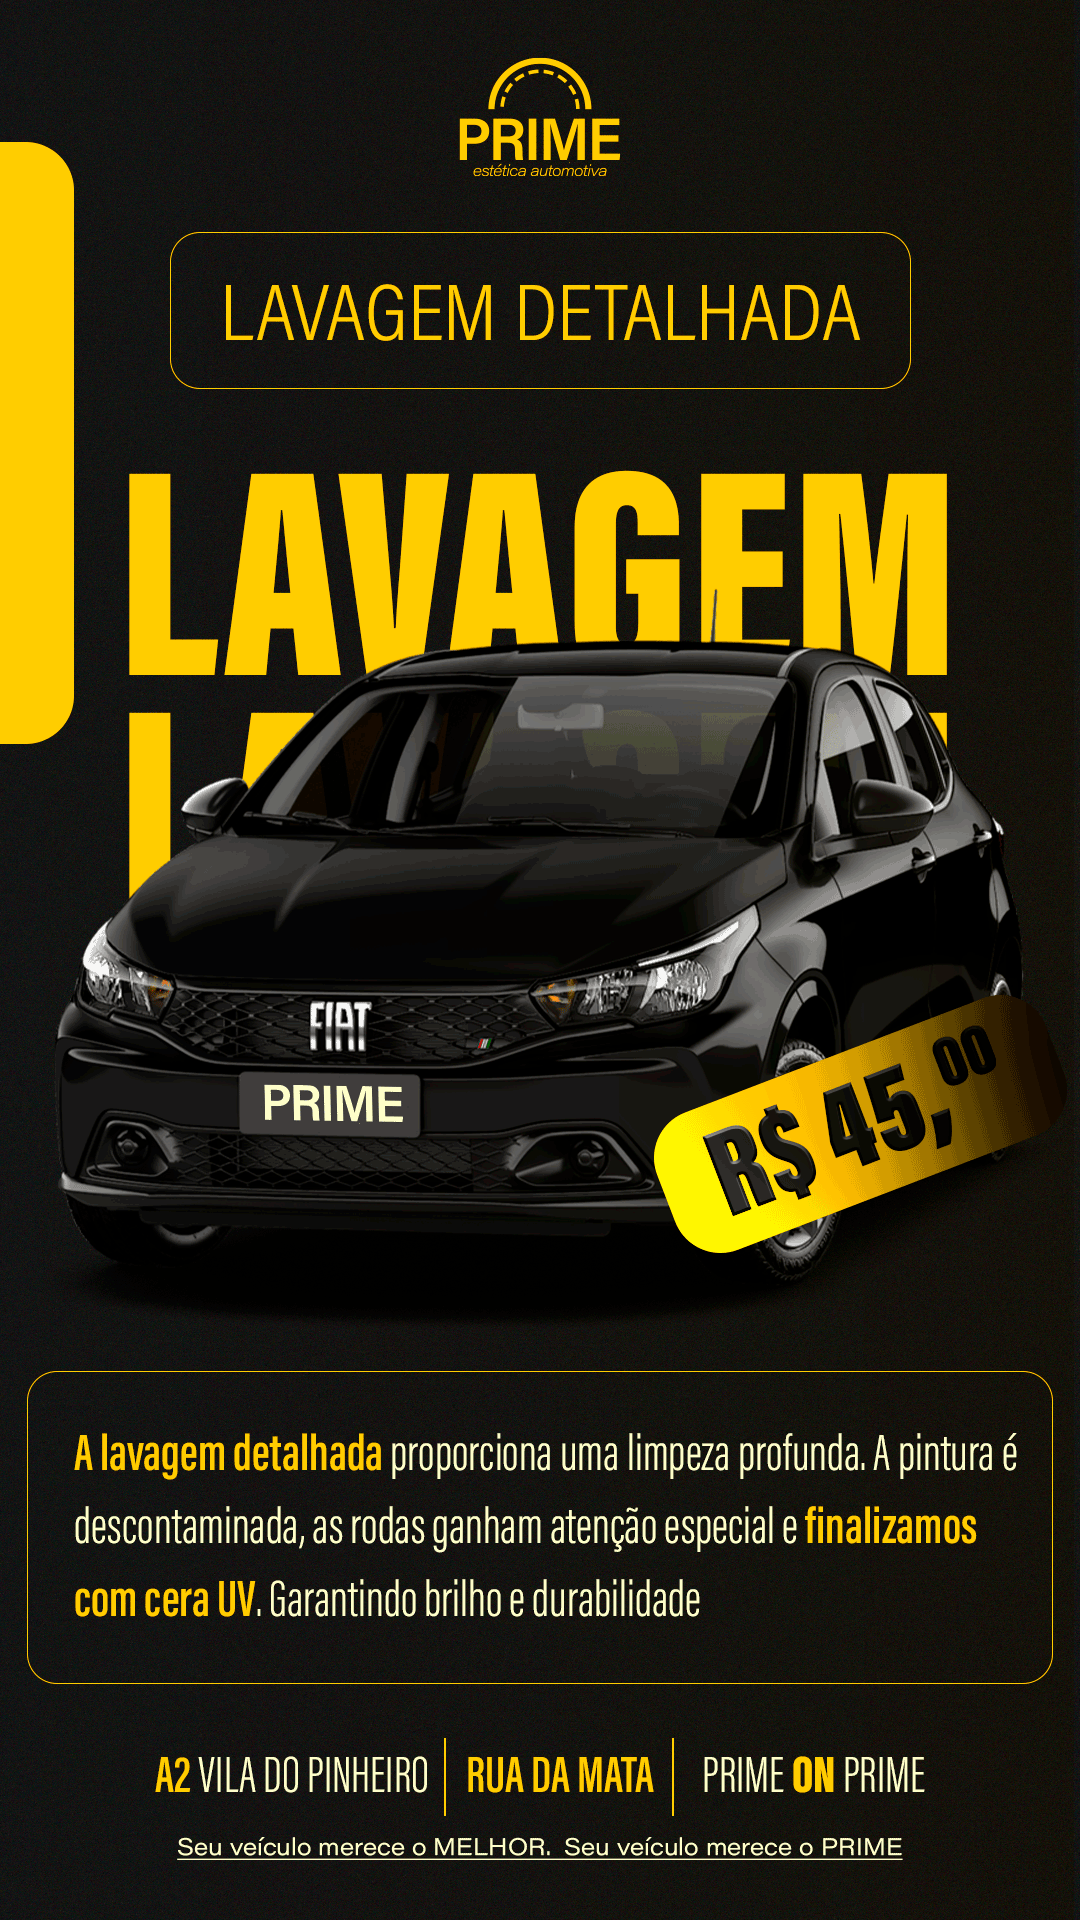 PRIME
estética automotiva
LAVAGEM DETALHADA
LAVAGEM
FIAT
PRIME
R$ 45,00
A lavagem detalhada proporciona uma limpeza profunda. A pintura é
descontaminada, as rodas ganham atenção especial e finalizamos
com cera UV. Garantindo brilho e durabilidade
A2 VILA DO PINHEIRO | RUA DA MATA | PRIME ON PRIME
Seu veículo merece o MELHOR. Seu veículo merece o PRIME